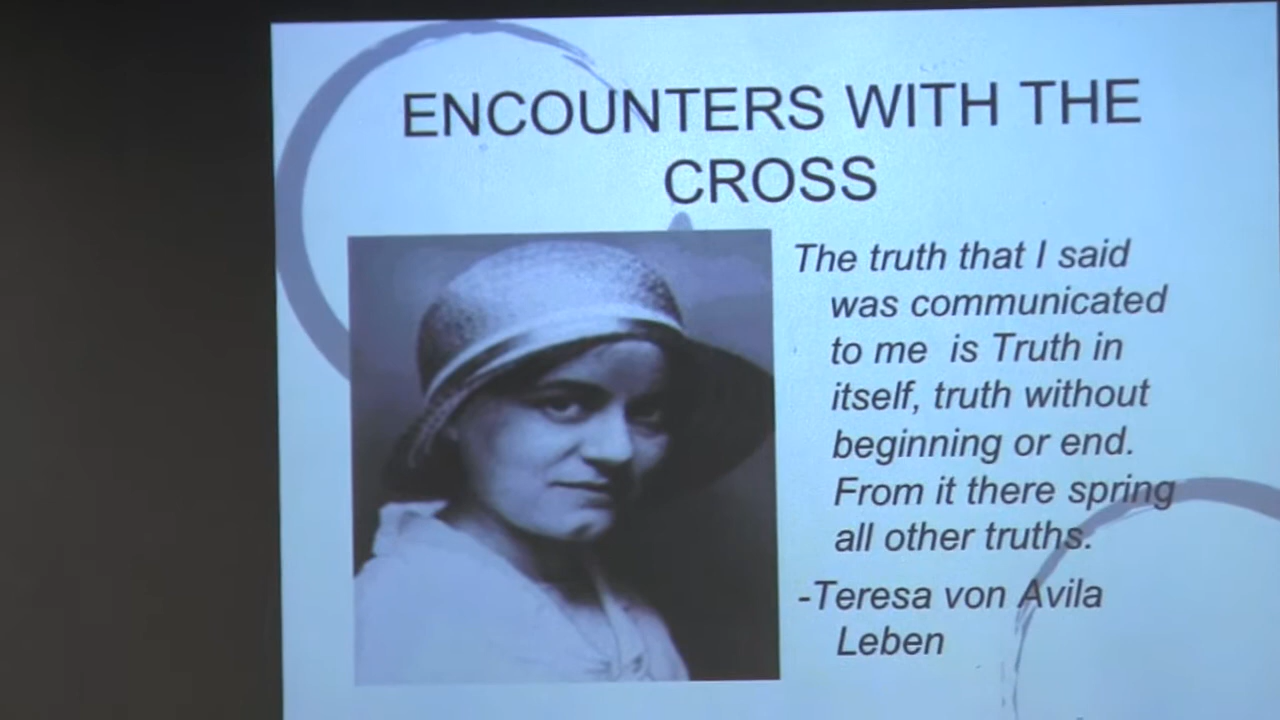 ENCOUNTERS WITH THE
CROSS
The truth that I said
was communicated
to me is Truth in
itself, truth without
beginning or end.
From it there spring
all other truths.
-Teresa von Avila
Leben